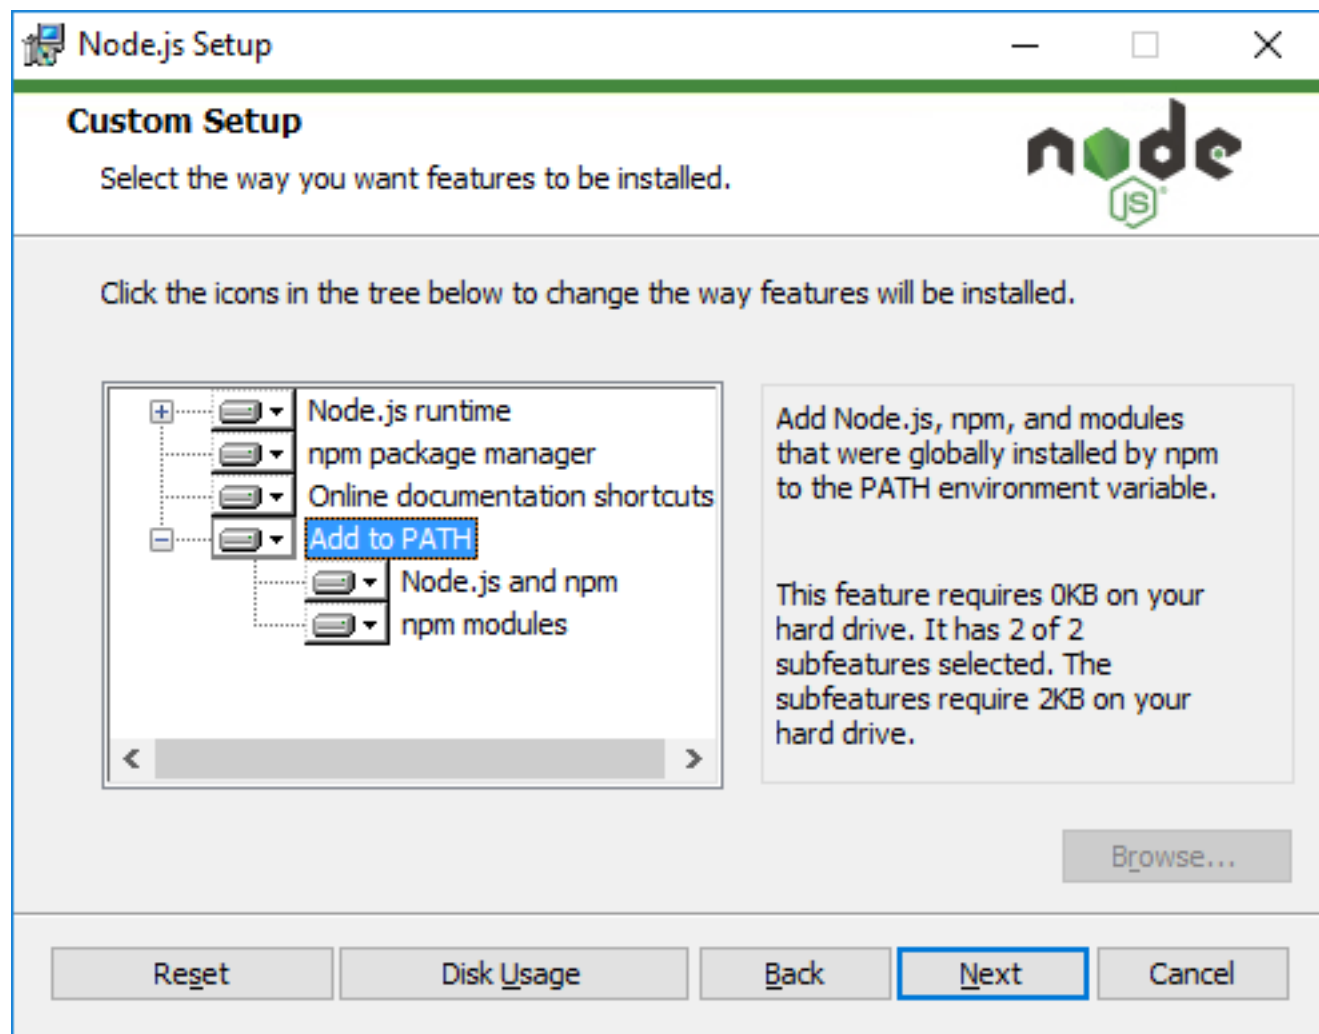 Node.js Setup
Custom Setup
Select the way you want features to be installed.
node
JS
Click the icons in the tree below to change the way features will be installed.
Node.js runtime
npm package manager
Online documentation shortcuts
Add to PATH
Node.js and npm
npm modules
Add Node.js, npm, and modules
that were globally installed by npm
to the PATH environment variable.
This feature requires 0KB on your
hard drive. It has 2 of 2
subfeatures selected. The
subfeatures require 2KB on your
hard drive.
Browse...
Reset
Disk Usage
Back
Next
Cancel